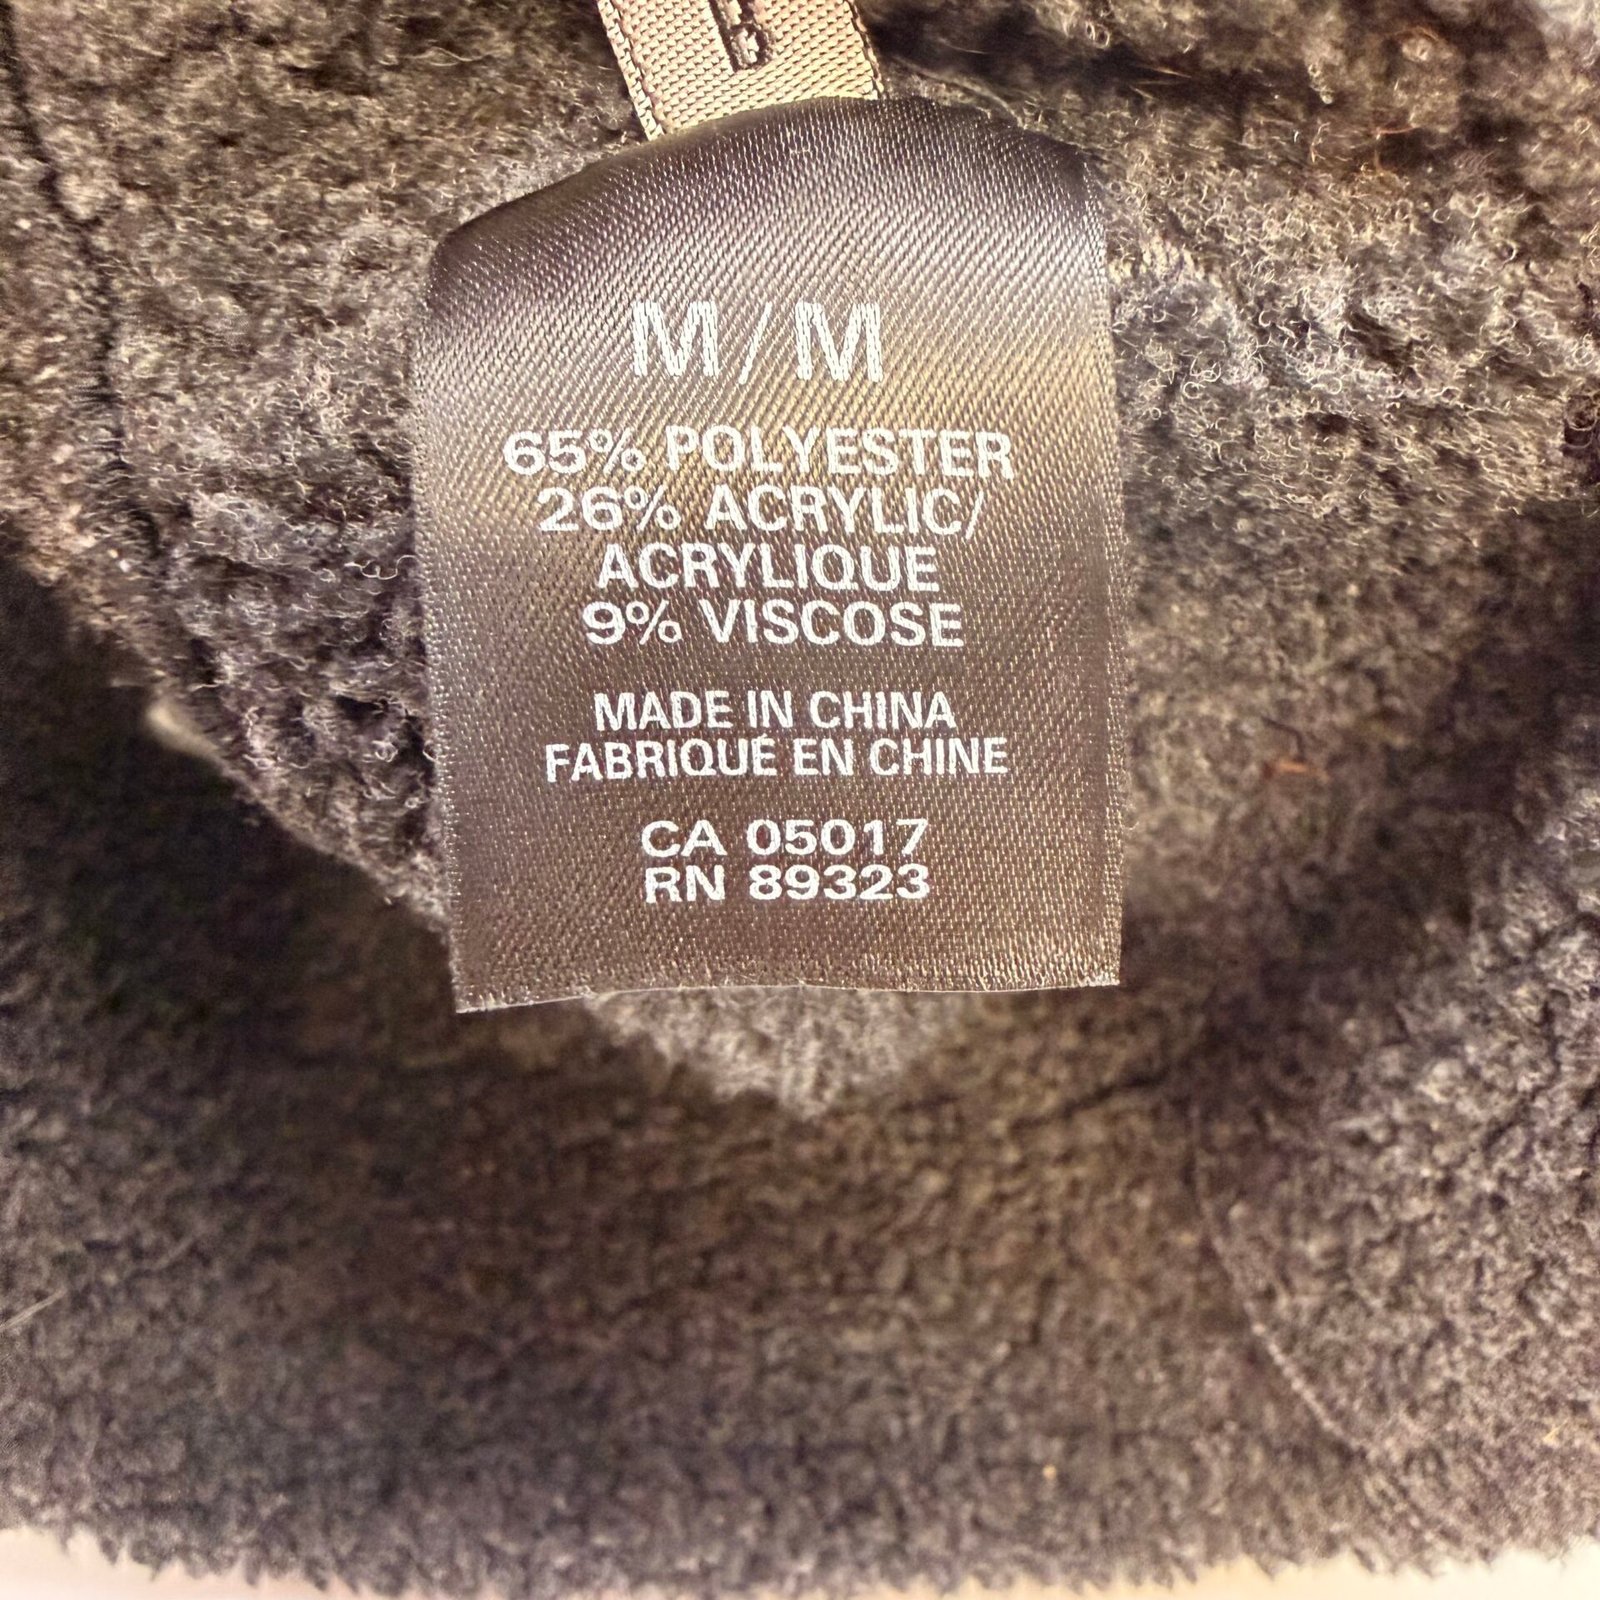 M/M
65% POLYESTER
26% ACRYLIC/
ACRYLIQUE
9% VISCOSE
MADE IN CHINA
FABRIQUÉ EN CHINE
CA 05017
RN 89323